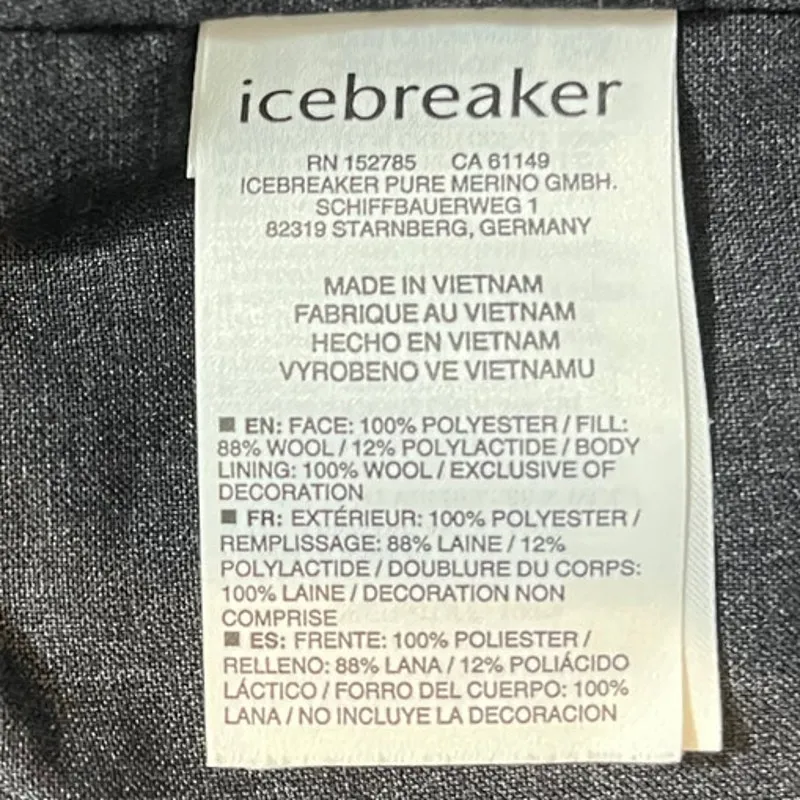 icebreaker
RN 152785 CA 61149
ICEBREAKER PURE MERINO GMBH.
SCHIFFBAUERWEG 1
82319 STARNBERG, GERMANY
MADE IN VIETNAM
FABRIQUE AU VIETNAM
HECHO EN VIETNAM
VYROBENO VE VIETNAMU
■ EN: FACE: 100% POLYESTER / FILL:
88% WOOL / 12% POLYLACTIDE / BODY
LINING: 100% WOOL / EXCLUSIVE OF
DECORATION
■ FR: EXTÉRIEUR: 100% POLYESTER /
REMPLISSAGE: 88% LAINE / 12%
POLYLACTIDE / DOUBLURE DU CORPS:
100% LAINE / DECORATION NON
COMPRISE
■ ES: FRENTE: 100% POLIESTER /
RELLENO: 88% LANA / 12% POLIÁCIDO
LÁCTICO / FORRO DEL CUERPO: 100%
LANA / NO INCLUYE LA DECORACION